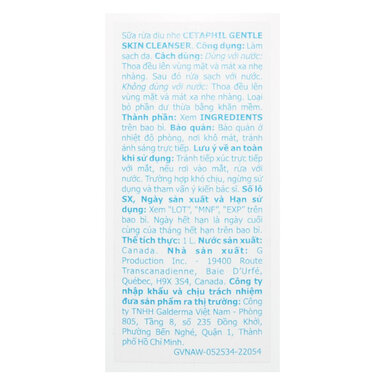 Sữa rửa dịu nhẹ CETAPHIL GENTLE
SKIN CLEANSER. Công dụng: Làm
sạch da. Cách dùng: Dùng với nước:
Thoa đều lên vùng mặt và mát xa nhẹ
nhàng. Sau đó rửa sạch với nước.
Không dùng với nước: Thoa đều lên
vùng mặt và mát xa nhẹ nhàng. Loại
bỏ phần dư thừa bằng khăn mềm.
Thành phần: Xem INGREDIENTS
trên bao bì. Bảo quản: Bảo quản ở
nhiệt độ phòng, nơi khô mát, tránh
ánh sáng trực tiếp. Lưu ý về an toàn
khi sử dụng: Tránh tiếp xúc trực tiếp
với mắt, nếu rơi vào mắt, rửa với
nước. Trường hợp khó chịu, ngừng sử
dụng và tham vấn ý kiến bác sĩ. Số lô
SX, Ngày sản xuất và Hạn sử
dụng: Xem "LOT", "MNF", "EXP" trên
bao bì. Ngày hết hạn là ngày cuối
cùng của tháng hết hạn trên bao bì.
Thể tích thực: 1 L. Nước sản xuất:
Canada. Nhà sản xuất: G
Production Inc. - 19400 Route
Transcanadienne, Baie D'Urfé,
Québec, H9X 3S4, Canada. Công ty
nhập khẩu và chịu trách nhiệm
đưa sản phẩm ra thị trường: Công
ty TNHH Galderma Việt Nam - Phòng
805, Tầng 8, số 235 Đồng Khởi,
Phường Bến Nghé, Quận 1, Thành
phố Hồ Chí Minh.
GVNAW-052534-22054